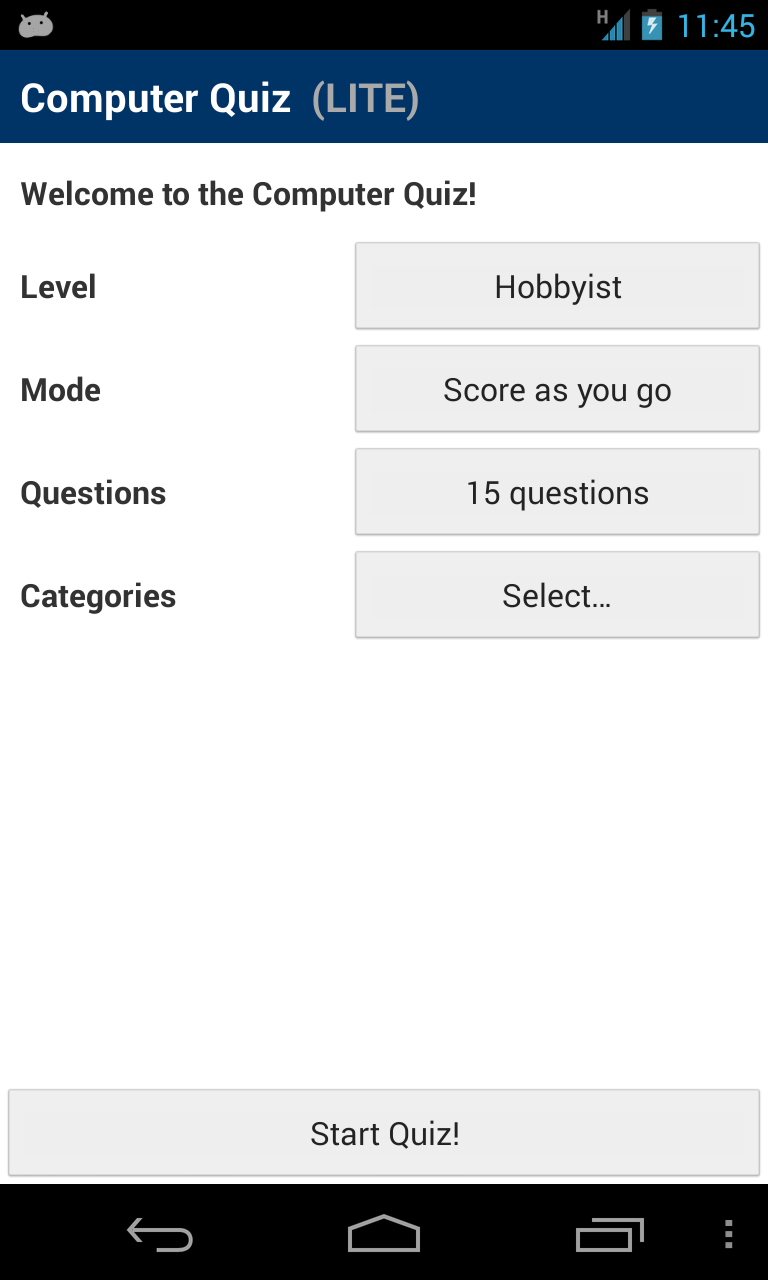 H 11:45
Computer Quiz (LITE)
Welcome to the Computer Quiz!
Level Hobbyist
Mode Score as you go
Questions 15 questions
Categories Select…
Start Quiz!